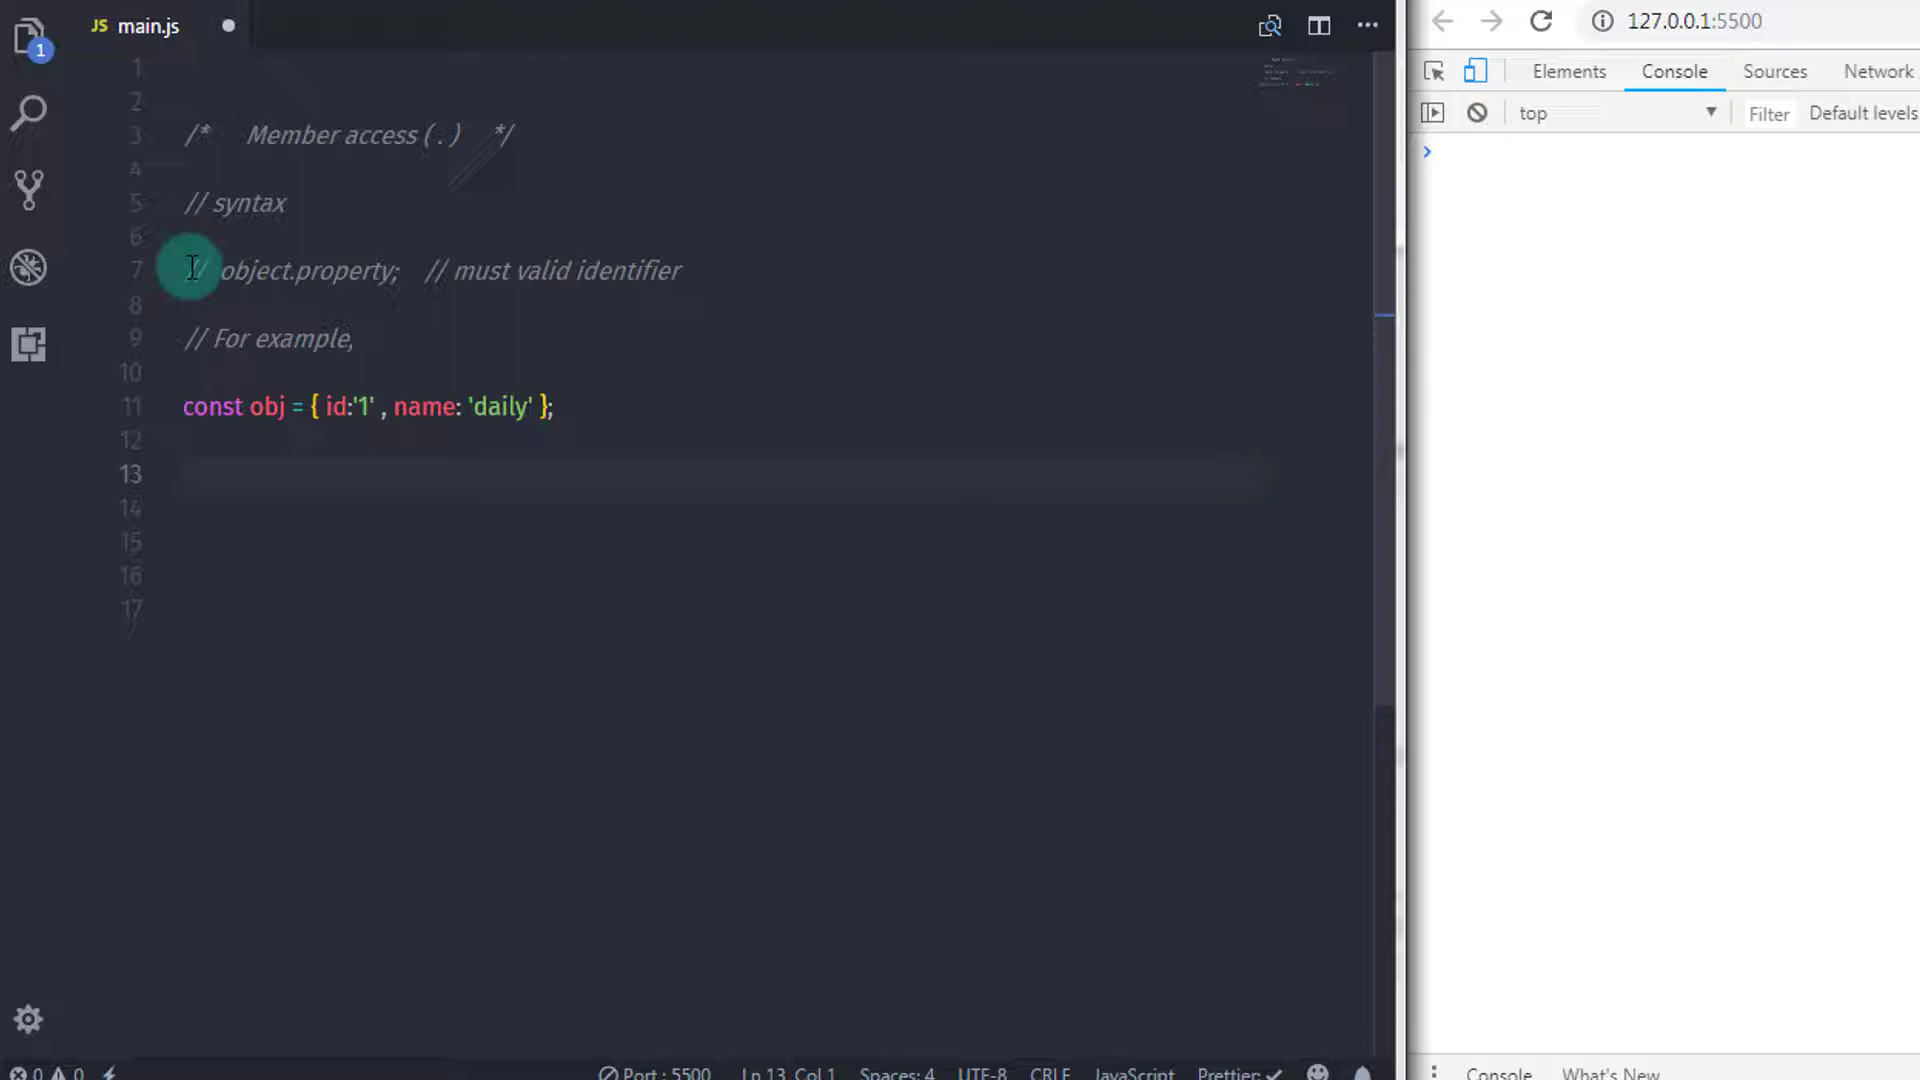 JS main.js
127.0.0.1:5500
Elements Console Sources Network
top Filter Default levels
1
1
2
3 /* Member access ( . ) */
4
5 // syntax
6
7 // object.property; // must valid identifier
8
9 // For example,
10
11 const obj = { id:'1' , name: 'daily' };
12
13
14
15
16
17
0 0 Port : 5500 Ln 13, Col 1 Spaces: 4 UTF-8 CRLF JavaScript Prettier: ✓
Console What's New